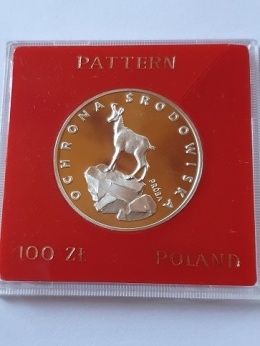 PATTERN
OCHRONA ŚRODOWISKA
PRÓBA
100 ZŁ POLAND